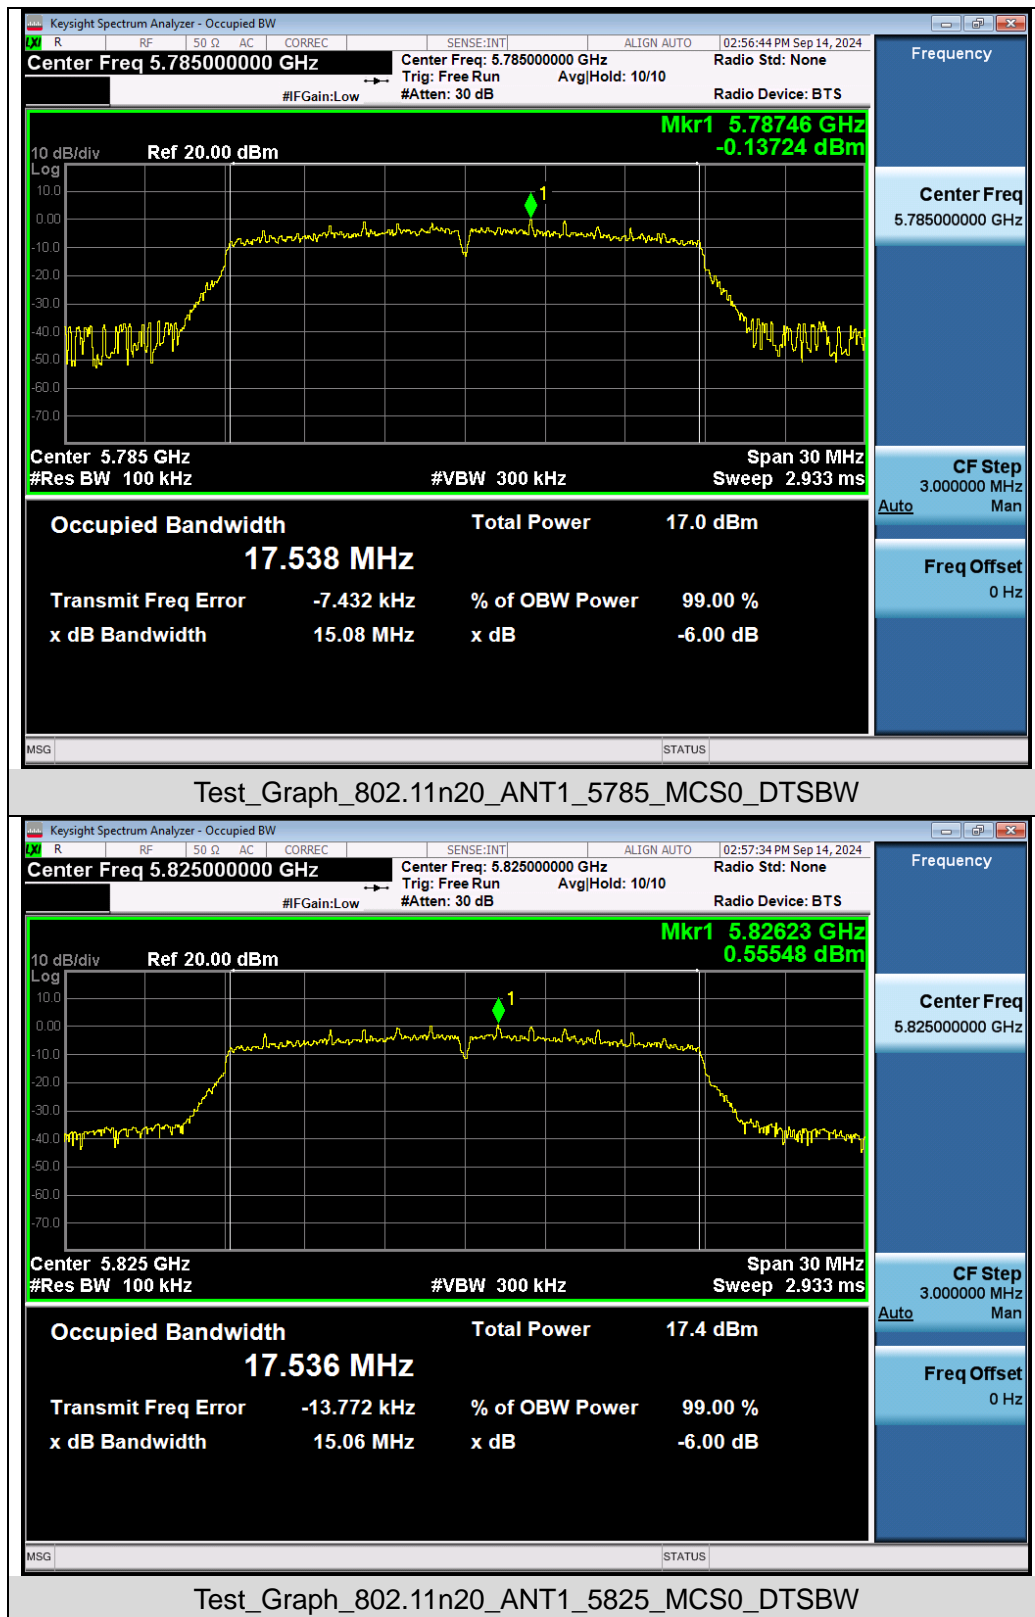 Keysight Spectrum Analyzer - Occupied BW
LXI R RF 50 Ω AC CORREC SENSE:INT ALIGN AUTO 02:56:44 PM Sep 14, 2024
Center Freq 5.785000000 GHz
Center Freq: 5.785000000 GHz Radio Std: None
Trig: Free Run Avg|Hold: 10/10
#IFGain:Low #Atten: 30 dB Radio Device: BTS
Frequency
Mkr1 5.78746 GHz
-0.13724 dBm
10 dB/div Ref 20.00 dBm
Log
10.0
0.00
-10.0
-20.0
-30.0
-40.0
-50.0
-60.0
-70.0
1
Center Freq
5.785000000 GHz
Center 5.785 GHz Span 30 MHz
#Res BW 100 kHz #VBW 300 kHz Sweep 2.933 ms
CF Step
3.000000 MHz
Auto Man
Occupied Bandwidth Total Power 17.0 dBm
17.538 MHz
Transmit Freq Error -7.432 kHz % of OBW Power 99.00 %
x dB Bandwidth 15.08 MHz x dB -6.00 dB
Freq Offset
0 Hz
MSG STATUS
Test_Graph_802.11n20_ANT1_5785_MCS0_DTSBW
Keysight Spectrum Analyzer - Occupied BW
LXI R RF 50 Ω AC CORREC SENSE:INT ALIGN AUTO 02:57:34 PM Sep 14, 2024
Center Freq 5.825000000 GHz
Center Freq: 5.825000000 GHz Radio Std: None
Trig: Free Run Avg|Hold: 10/10
#IFGain:Low #Atten: 30 dB Radio Device: BTS
Frequency
Mkr1 5.82623 GHz
0.55548 dBm
10 dB/div Ref 20.00 dBm
Log
10.0
0.00
-10.0
-20.0
-30.0
-40.0
-50.0
-60.0
-70.0
1
Center Freq
5.825000000 GHz
Center 5.825 GHz Span 30 MHz
#Res BW 100 kHz #VBW 300 kHz Sweep 2.933 ms
CF Step
3.000000 MHz
Auto Man
Occupied Bandwidth Total Power 17.4 dBm
17.536 MHz
Transmit Freq Error -13.772 kHz % of OBW Power 99.00 %
x dB Bandwidth 15.06 MHz x dB -6.00 dB
Freq Offset
0 Hz
MSG STATUS
Test_Graph_802.11n20_ANT1_5825_MCS0_DTSBW